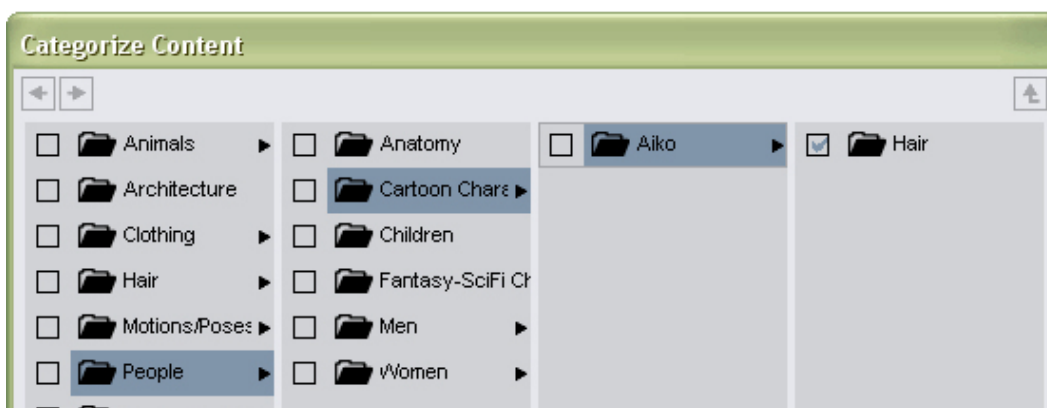 Categorize Content
Animals
Architecture
Clothing
Hair
Motions/Poses
People
Anatomy
Cartoon Chara
Children
Fantasy-SciFi Ch
Men
Women
Aiko
Hair